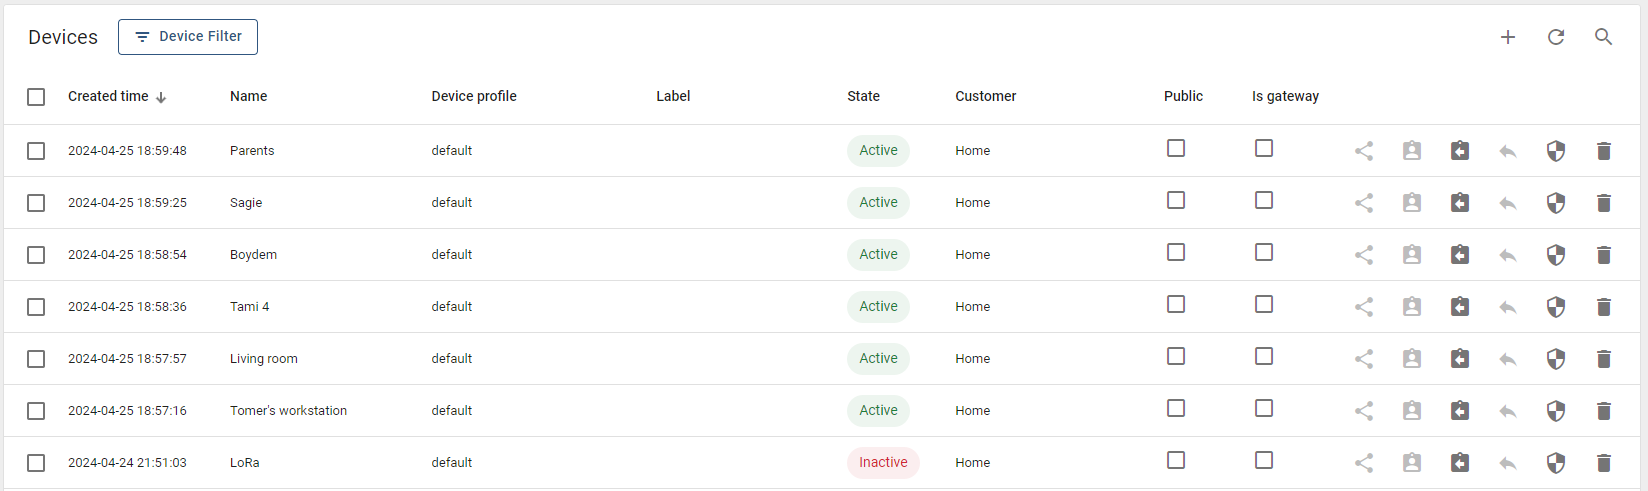 Devices Device Filter
Created time Name Device profile Label State Customer Public Is gateway
2024-04-25 18:59:48 Parents default Active Home
2024-04-25 18:59:25 Sagie default Active Home
2024-04-25 18:58:54 Boydem default Active Home
2024-04-25 18:58:36 Tami 4 default Active Home
2024-04-25 18:57:57 Living room default Active Home
2024-04-25 18:57:16 Tomer's workstation default Active Home
2024-04-24 21:51:03 LoRa default Inactive Home